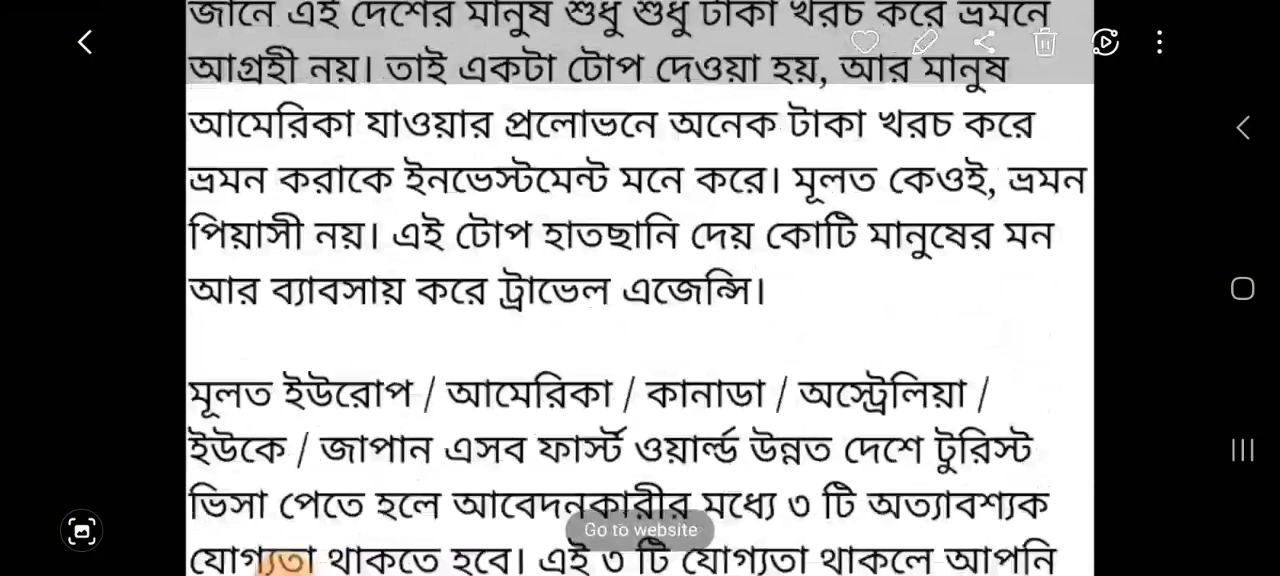 জানে এই দেশের মানুষ শুধু শুধু টাকা খরচ করে ভ্রমনে
আগ্রহী নয়। তাই একটা টোপ দেওয়া হয়, আর মানুষ
আমেরিকা যাওয়ার প্রলোভনে অনেক টাকা খরচ করে
ভ্রমন করাকে ইনভেস্টমেন্ট মনে করে। মূলত কেওই, ভ্রমন
পিয়াসী নয়। এই টোপ হাতছানি দেয় কোটি মানুষের মন
আর ব্যাবসায় করে ট্রাভেল এজেন্সি।
মূলত ইউরোপ / আমেরিকা / কানাডা / অস্ট্রেলিয়া /
ইউকে / জাপান এসব ফার্স্ট ওয়ার্ল্ড উন্নত দেশে টুরিস্ট
ভিসা পেতে হলে আবেদনকারীর মধ্যে ৩ টি অত্যাবশ্যক
Go to website
যোগ্যতা থাকতে হবে। এই ৩ টি যোগ্যতা থাকলে আপনি